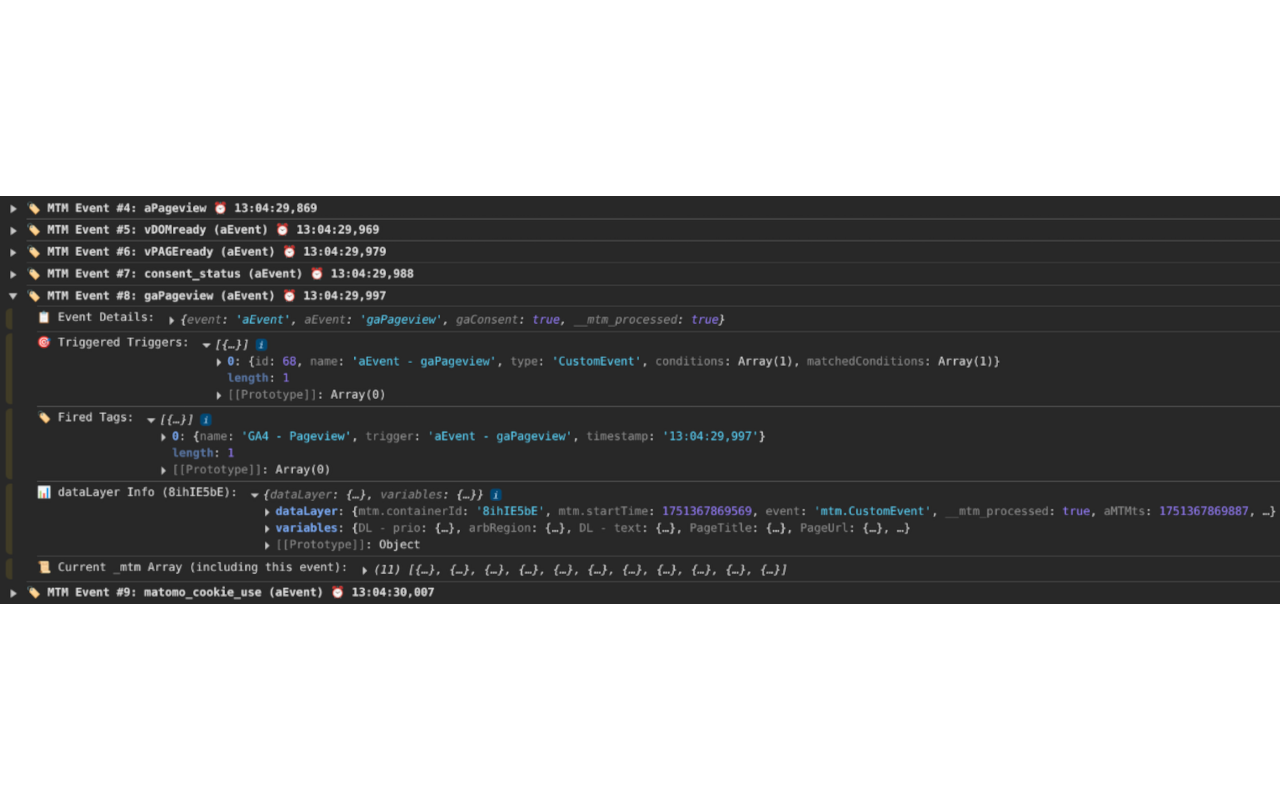 ▶ 🏷️ MTM Event #4: aPageview ⏰ 13:04:29,869
▶ 🏷️ MTM Event #5: vDOMready (aEvent) ⏰ 13:04:29,969
▶ 🏷️ MTM Event #6: vPAGEready (aEvent) ⏰ 13:04:29,979
▶ 🏷️ MTM Event #7: consent_status (aEvent) ⏰ 13:04:29,988
▼ 🏷️ MTM Event #8: gaPageview (aEvent) ⏰ 13:04:29,997
📋 Event Details: ▶ {event: 'aEvent', aEvent: 'gaPageview', gaConsent: true, __mtm_processed: true}
🎯 Triggered Triggers: ▼ [{…}] i
▶ 0: {id: 68, name: 'aEvent - gaPageview', type: 'CustomEvent', conditions: Array(1), matchedConditions: Array(1)}
length: 1
▶ [[Prototype]]: Array(0)
🏷️ Fired Tags: ▼ [{…}] i
▶ 0: {name: 'GA4 - Pageview', trigger: 'aEvent - gaPageview', timestamp: '13:04:29,997'}
length: 1
▶ [[Prototype]]: Array(0)
📊 dataLayer Info (8ihIE5bE): ▼ {dataLayer: {…}, variables: {…}} i
▶ dataLayer: {mtm.containerId: '8ihIE5bE', mtm.startTime: 1751367869569, event: 'mtm.CustomEvent', __mtm_processed: true, aMTMts: 1751367869887, …}
▶ variables: {DL - prio: {…}, arbRegion: {…}, DL - text: {…}, PageTitle: {…}, PageUrl: {…}, …}
▶ [[Prototype]]: Object
📜 Current _mtm Array (including this event): ▶ (11) [{…}, {…}, {…}, {…}, {…}, {…}, {…}, {…}, {…}, {…}, {…}]
▶ 🏷️ MTM Event #9: matomo_cookie_use (aEvent) ⏰ 13:04:30,007